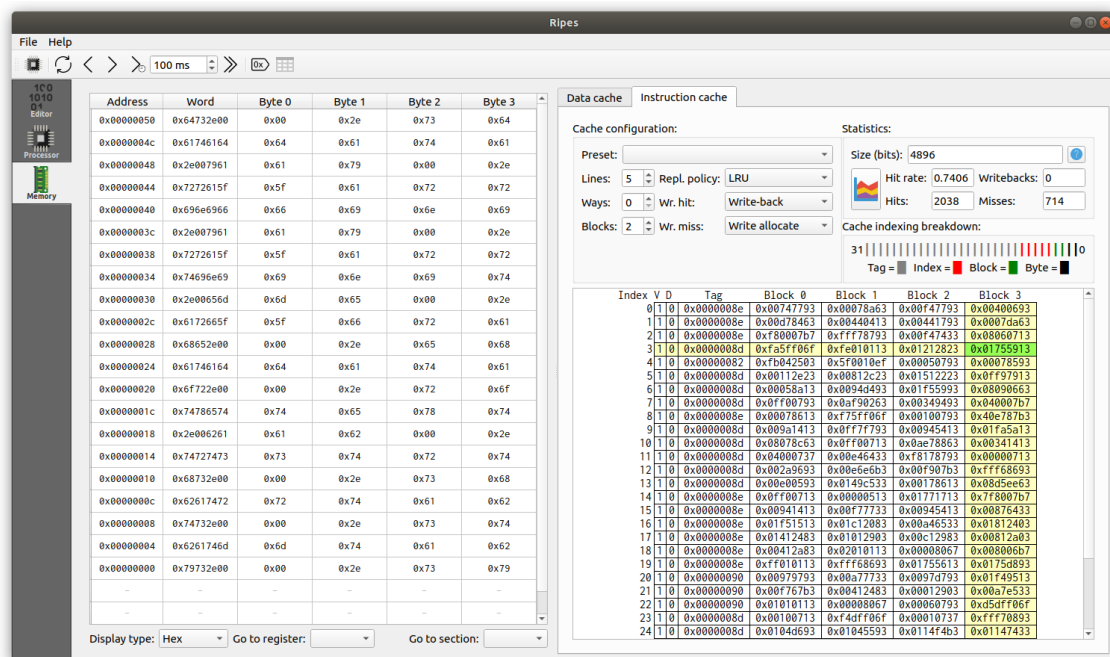 Ripes
File Help
100 ms 0x
100
1010
01
Editor
Processor
Memory
Address Word Byte 0 Byte 1 Byte 2 Byte 3
0x00000050 0x64732e00 0x00 0x2e 0x73 0x64
0x0000004c 0x61746164 0x64 0x61 0x74 0x61
0x00000048 0x2e007961 0x61 0x79 0x00 0x2e
0x00000044 0x7272615f 0x5f 0x61 0x72 0x72
0x00000040 0x696e6966 0x66 0x69 0x6e 0x69
0x0000003c 0x2e007961 0x61 0x79 0x00 0x2e
0x00000038 0x7272615f 0x5f 0x61 0x72 0x72
0x00000034 0x74696e69 0x69 0x6e 0x69 0x74
0x00000030 0x2e00656d 0x6d 0x65 0x00 0x2e
0x0000002c 0x6172665f 0x5f 0x66 0x72 0x61
0x00000028 0x68652e00 0x00 0x2e 0x65 0x68
0x00000024 0x61746164 0x64 0x61 0x74 0x61
0x00000020 0x6f722e00 0x00 0x2e 0x72 0x6f
0x0000001c 0x74786574 0x74 0x65 0x78 0x74
0x00000018 0x2e006261 0x61 0x62 0x00 0x2e
0x00000014 0x74727473 0x73 0x74 0x72 0x74
0x00000010 0x68732e00 0x00 0x2e 0x73 0x68
0x0000000c 0x62617472 0x72 0x74 0x61 0x62
0x00000008 0x74732e00 0x00 0x2e 0x73 0x74
0x00000004 0x6261746d 0x6d 0x74 0x61 0x62
0x00000000 0x79732e00 0x00 0x2e 0x73 0x79
- - - - - -
- - - - - -
Display type: Hex Go to register: Go to section:
Data cache Instruction cache
Cache configuration:
Preset:
Lines: 5 Repl. policy: LRU
Ways: 0 Wr. hit: Write-back
Blocks: 2 Wr. miss: Write allocate
Statistics:
Size (bits): 4896 ?
Hit rate: 0.7406 Writebacks: 0
Hits: 2038 Misses: 714
Cache indexing breakdown:
31 0
Tag = Index = Block = Byte =
Index V D Tag Block 0 Block 1 Block 2 Block 3
0 1 0 0x0000008e 0x00747793 0x00078a63 0x00f47793 0x00400693
1 1 0 0x0000008e 0x00d78463 0x00440413 0x00441793 0x0007da63
2 1 0 0x0000008e 0xf80007b7 0xfff78793 0x00f47433 0x08060713
3 1 0 0x0000008d 0xfa5ff06f 0xfe010113 0x01212823 0x01755913
4 1 0 0x00000082 0xfb042503 0x5f0010ef 0x00050793 0x00078593
5 1 0 0x0000008d 0x00112e23 0x00812c23 0x01512223 0x0ff97913
6 1 0 0x0000008d 0x00058a13 0x0094d493 0x01f55993 0x08090663
7 1 0 0x0000008d 0x0ff00793 0x0af90263 0x00349493 0x040007b7
8 1 0 0x0000008e 0x00078613 0xf75ff06f 0x00100793 0x40e787b3
9 1 0 0x0000008d 0x009a1413 0x0ff7f793 0x00945413 0x01fa5a13
10 1 0 0x0000008d 0x08078c63 0x0ff00713 0x0ae78863 0x00341413
11 1 0 0x0000008d 0x04000737 0x00e46433 0xf8178793 0x00000713
12 1 0 0x0000008d 0x002a9693 0x00e6e6b3 0x00f907b3 0xfff68693
13 1 0 0x0000008d 0x00e00593 0x0149c533 0x00178613 0x08d5ee63
14 1 0 0x0000008e 0x0ff00713 0x00000513 0x01771713 0x7f8007b7
15 1 0 0x0000008e 0x00941413 0x00f77733 0x00945413 0x00876433
16 1 0 0x0000008e 0x01f51513 0x01c12083 0x00a46533 0x01812403
17 1 0 0x0000008e 0x01412483 0x01012903 0x00c12983 0x00812a03
18 1 0 0x0000008e 0x00412a83 0x02010113 0x00008067 0x008006b7
19 1 0 0x0000008e 0xff010113 0xfff68693 0x01755613 0x0175d893
20 1 0 0x00000090 0x00979793 0x00a77733 0x0097d793 0x01f49513
21 1 0 0x00000090 0x00f767b3 0x00412483 0x00012903 0x00a7e533
22 1 0 0x00000090 0x01010113 0x00008067 0x00060793 0xd5dff06f
23 1 0 0x0000008d 0x00100713 0xf4dff06f 0x00010737 0xfff70893
24 1 0 0x0000008d 0x0104d693 0x01045593 0x0114f4b3 0x01147433